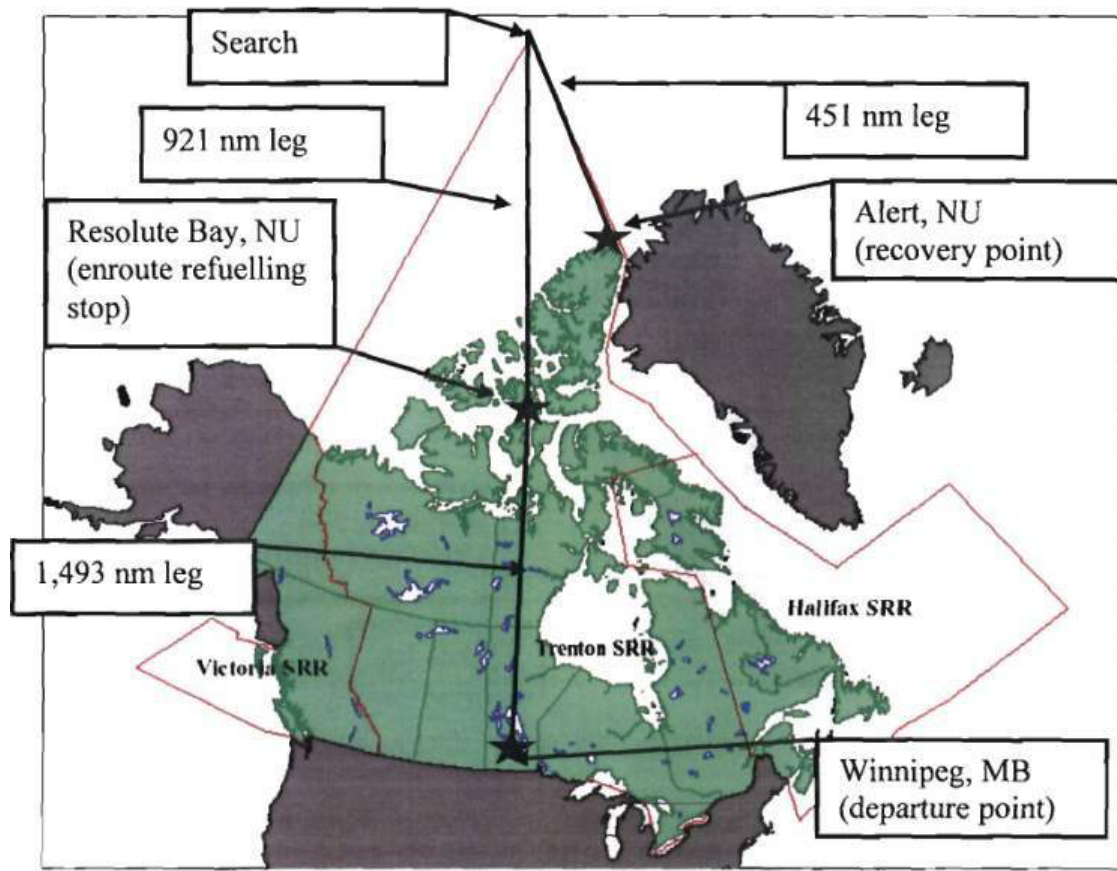 Search
921 nm leg
451 nm leg
Resolute Bay, NU
(enroute refuelling
stop)
Alert, NU
(recovery point)
1,493 nm leg
Victoria SRR
Trenton SRR
Halifax SRR
Winnipeg, MB
(departure point)